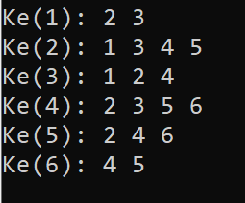 Ke(1): 2 3
Ke(2): 1 3 4 5
Ke(3): 1 2 4
Ke(4): 2 3 5 6
Ke(5): 2 4 6
Ke(6): 4 5